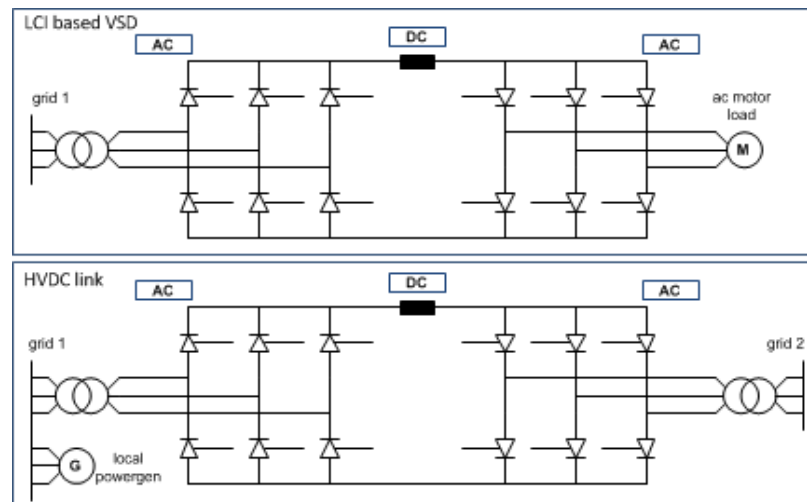 LCI based VSD
AC
DC
AC
grid 1
ac motor
load
M
HVDC link
AC
DC
AC
grid 1
grid 2
G
local
powergen